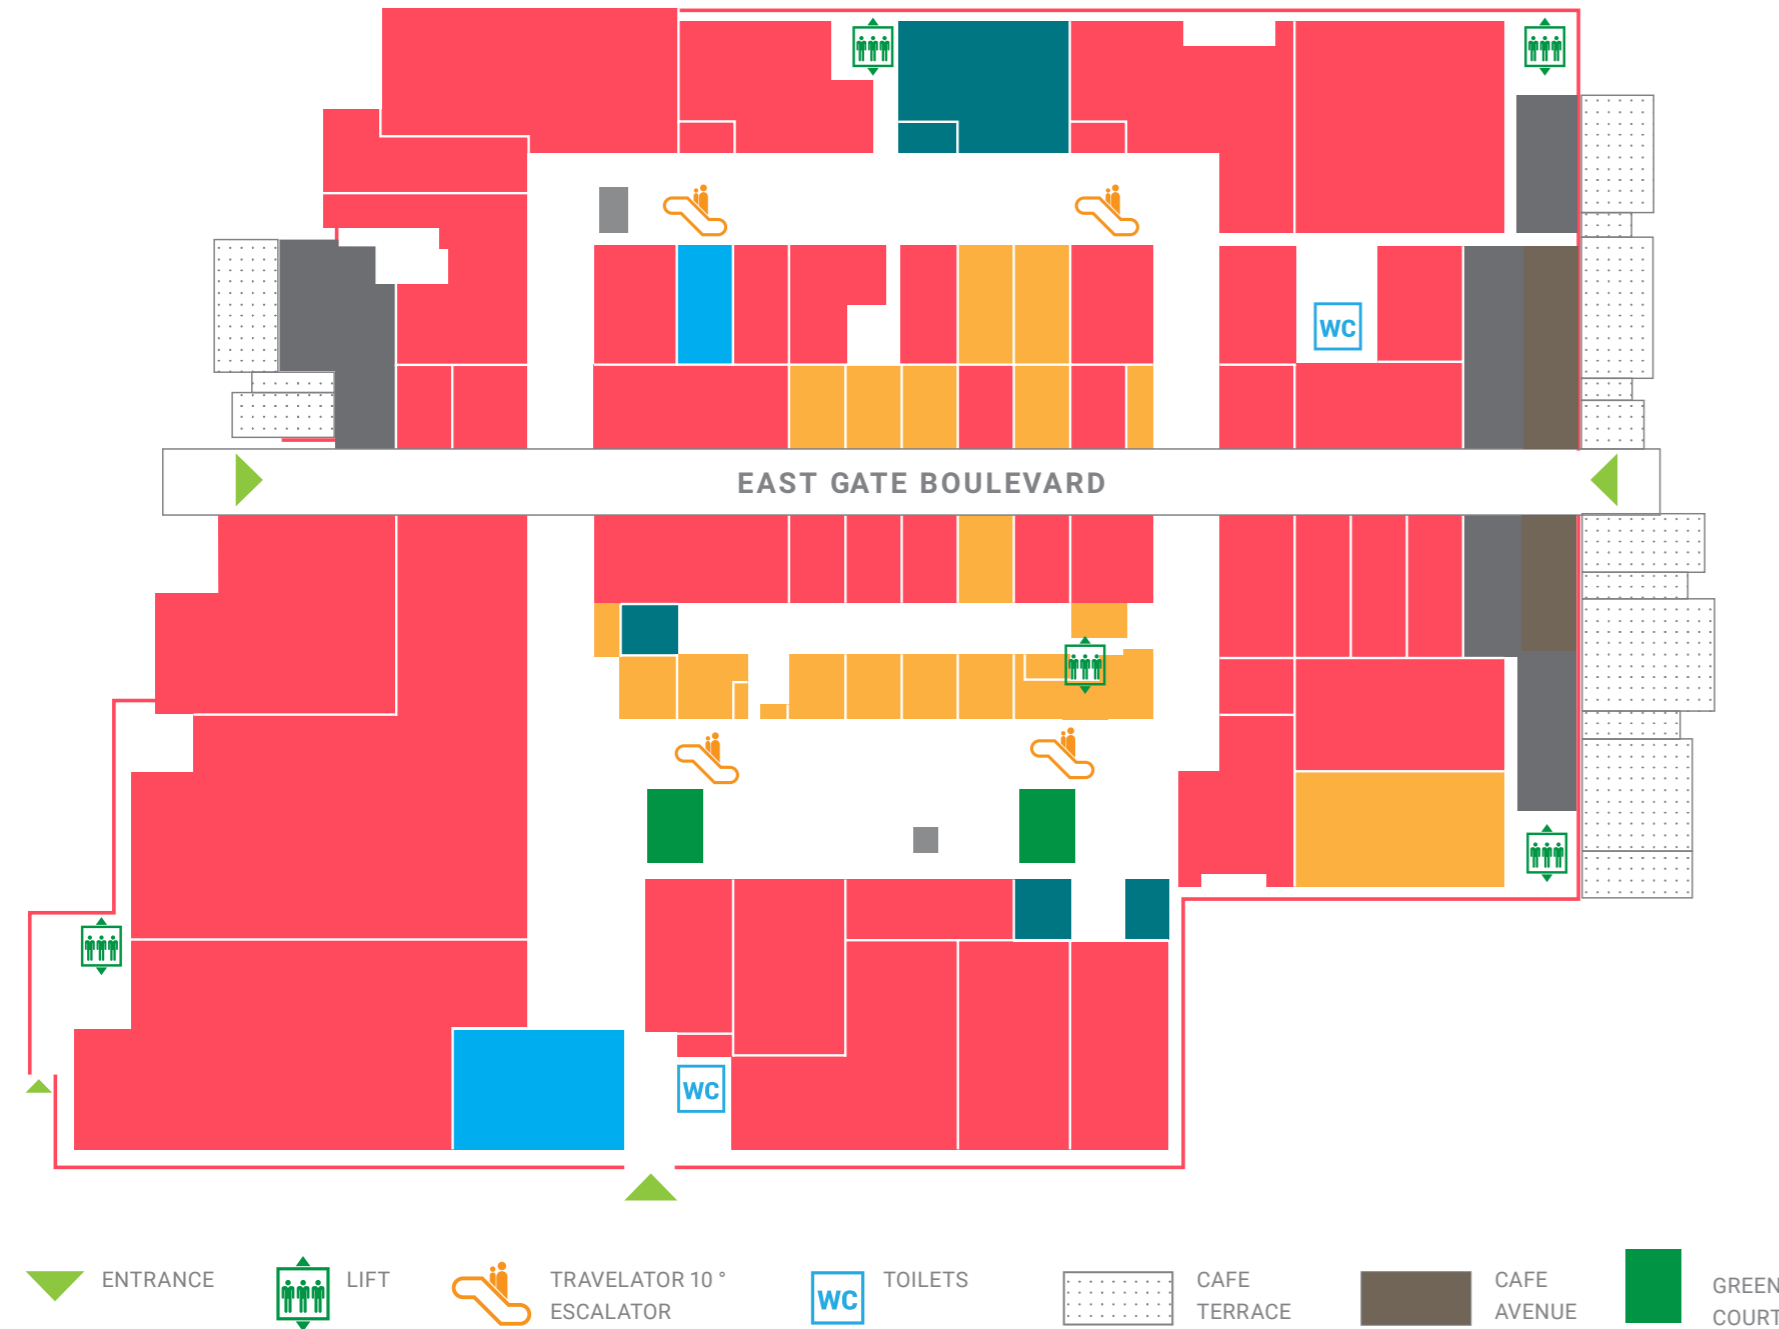 WC
EAST GATE BOULEVARD
WC
ENTRANCE
LIFT
TRAVELATOR 10 °
ESCALATOR
WC
TOILETS
CAFE
TERRACE
CAFE
AVENUE
GREEN
COURT